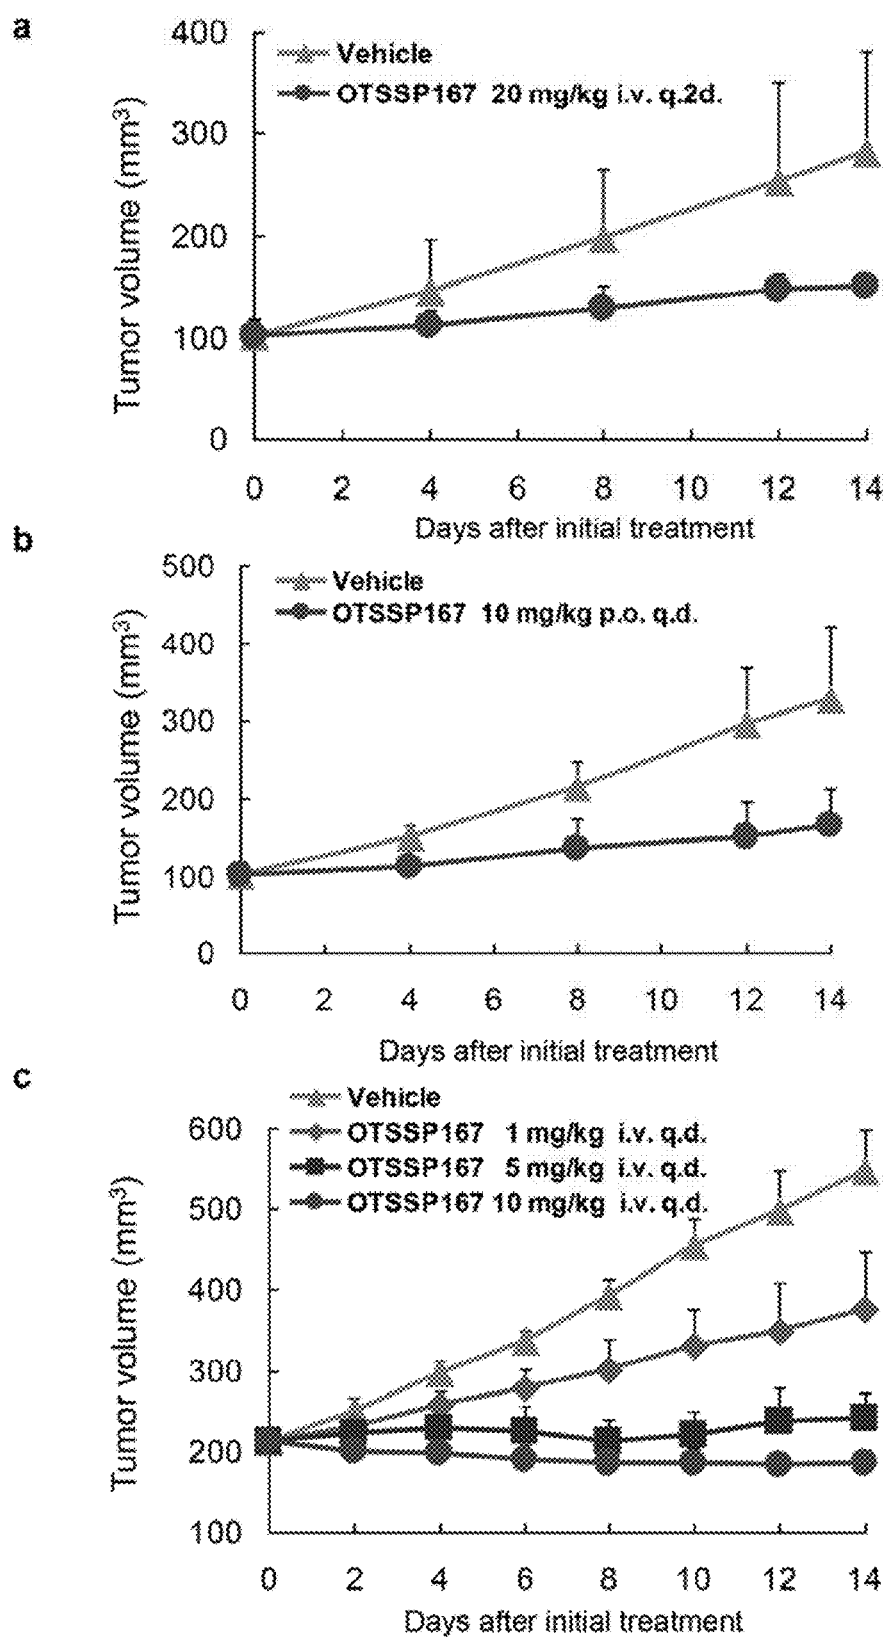 a
400
300
200
100
0
Tumor volume (mm³)
Vehicle
OTSSP167 20 mg/kg i.v. q.2d.
0 2 4 6 8 10 12 14
Days after initial treatment
b
500
400
300
200
100
0
Tumor volume (mm³)
Vehicle
OTSSP167 10 mg/kg p.o. q.d.
0 2 4 6 8 10 12 14
Days after initial treatment
c
600
500
400
300
200
100
Tumor volume (mm³)
Vehicle
OTSSP167 1 mg/kg i.v. q.d.
OTSSP167 5 mg/kg i.v. q.d.
OTSSP167 10 mg/kg i.v. q.d.
0 2 4 6 8 10 12 14
Days after initial treatment